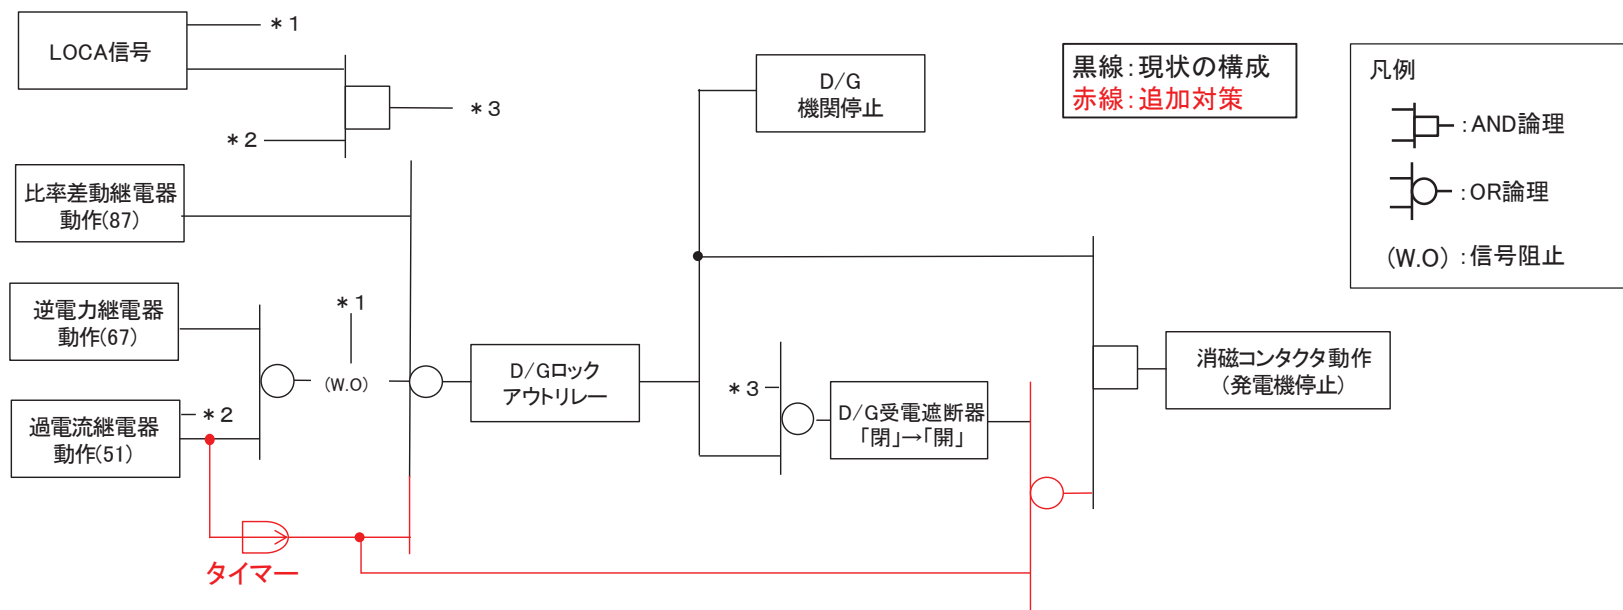 LOCA信号
*1
*3
*2
比率差動継電器
動作(87)
逆電力継電器
動作(67)
*1
(W.O)
過電流継電器
動作(51)
*2
タイマー
D/Gロック
アウトリレー
D/G
機関停止
*3
D/G受電遮断器
「閉」→「開」
消磁コンタクタ動作
(発電機停止)
黒線:現状の構成
赤線:追加対策
凡例
:AND論理
:OR論理
(W.O):信号阻止